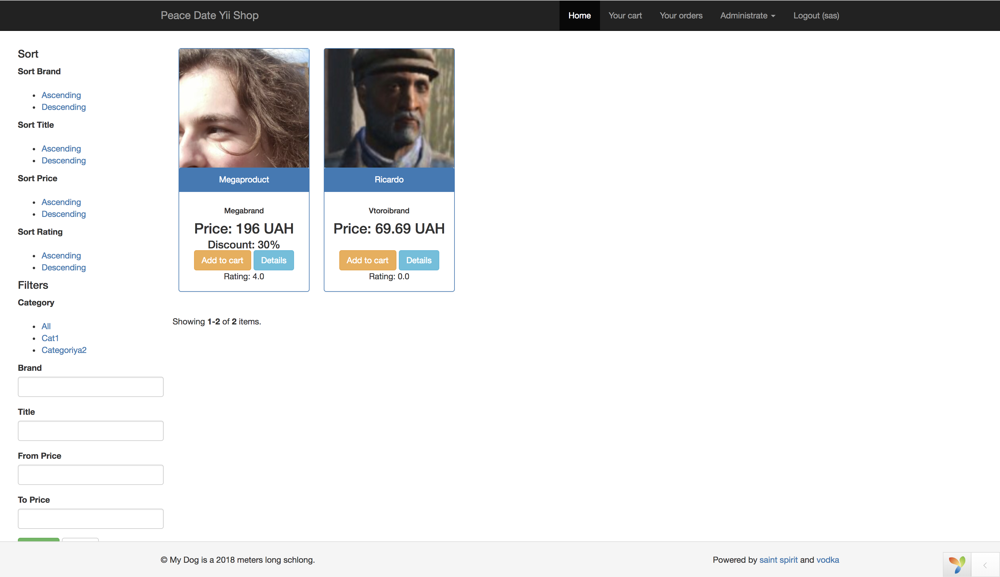 Peace Date Yii Shop
Home
Your cart
Your orders
Administrate
Logout (sas)
Sort
Sort Brand
Ascending
Descending
Sort Title
Ascending
Descending
Sort Price
Ascending
Descending
Sort Rating
Ascending
Descending
Filters
Category
All
Cat1
Categoriya2
Brand
Title
From Price
To Price
Megaproduct
Megabrand
Price: 196 UAH
Discount: 30%
Add to cart
Details
Rating: 4.0
Ricardo
Vtoroibrand
Price: 69.69 UAH
Add to cart
Details
Rating: 0.0
Showing 1-2 of 2 items.
© My Dog is a 2018 meters long schlong.
Powered by saint spirit and vodka